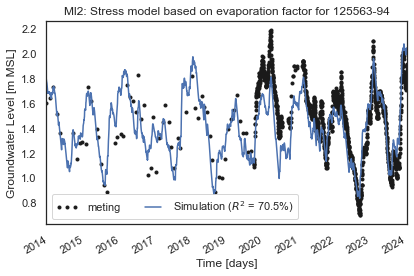 MI2: Stress model based on evaporation factor for 125563-94
Groundwater Level [m MSL]
2.2
2.0
1.8
1.6
1.4
1.2
1.0
0.8
meting
Simulation (R² = 70.5%)
2014 2015 2016 2017 2018 2019 2020 2021 2022 2023 2024
Time [days]